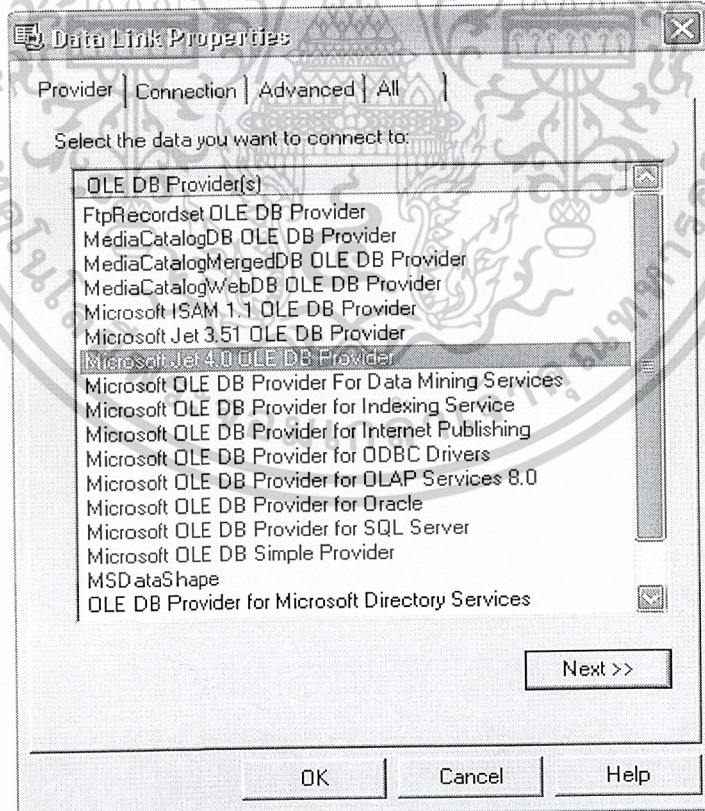 Data Link Properties
Provider Connection Advanced All
Select the data you want to connect to:
OLE DB Provider(s)
FtpRecordset OLE DB Provider
MediaCatalogDB OLE DB Provider
MediaCatalogMergedDB OLE DB Provider
MediaCatalogWebDB OLE DB Provider
Microsoft ISAM 1.1 OLE DB Provider
Microsoft Jet 3.51 OLE DB Provider
Microsoft Jet 4.0 OLE DB Provider
Microsoft OLE DB Provider For Data Mining Services
Microsoft OLE DB Provider for Indexing Service
Microsoft OLE DB Provider for Internet Publishing
Microsoft OLE DB Provider for ODBC Drivers
Microsoft OLE DB Provider for OLAP Services 8.0
Microsoft OLE DB Provider for Oracle
Microsoft OLE DB Provider for SQL Server
Microsoft OLE DB Simple Provider
MSDataShape
OLE DB Provider for Microsoft Directory Services
Next >>
OK Cancel Help